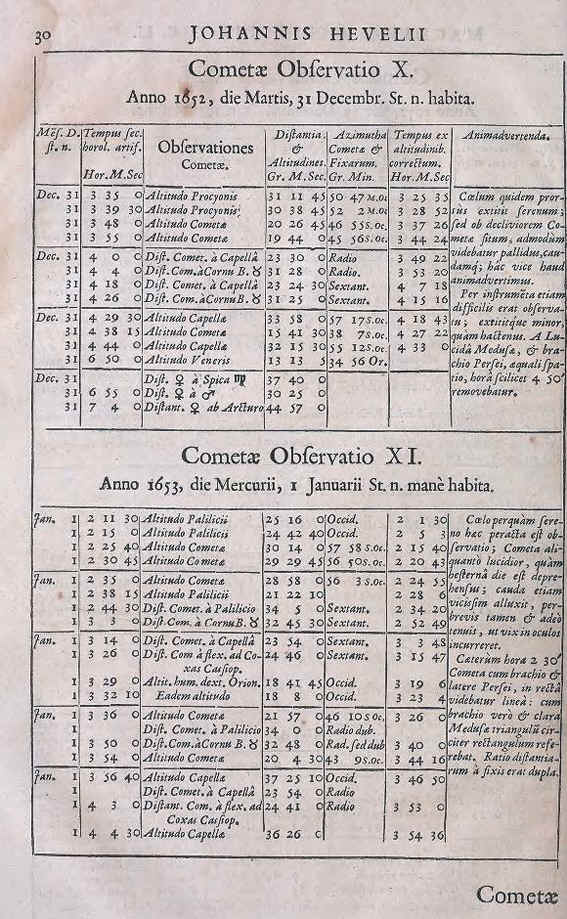 30 JOHANNIS HEVELII
Cometæ Obſervatio X.
Anno 1652, die Martis, 31 Decembr. St. n. habita.
Mēſ. D. Tempus ſec. Obſervationes Diſtantia. Azimutha Tempus ex Animadvertenda.
ſt. n. horol. artif. Cometæ. & Cometæ & altitudinib.
Altitudines. Fixarum. correctum.
Hor. M. Sec Gr. M. Sec. Gr. Min. Hor. M. Sec
Dec. 31 3 35 0 Altitudo Procyonis 31 11 45 50 47 M.Oc 3 25 35 Cœlum quidem pror-
31 3 39 30 Altitudo Procyonis 30 38 45 52 2 M.Oc 3 28 52 sus extitit ſerenum;
31 3 48 0 Altitudo Cometæ 20 26 45 46 55 S.Oc. 3 37 26 ſed ob decliviorem Co-
31 3 55 0 Altitudo Cometæ 19 44 0 45 56 S.Oc. 3 44 24 metæ ſitum, admodùm
Dec. 31 4 0 0 Diſt. Comet. à Capellâ 23 30 0 Radio 3 49 22 videbatur pallidus, cau-
31 4 4 0 Diſt. Com. à Cornu B. ♉ 31 28 0 Radio. 3 53 20 damq; hâc vice haud
31 4 18 0 Diſt. Comet. à Capellâ 23 24 30 Sextant. 4 7 18 animadvertimus.
31 4 26 0 Diſt. Com. à Cornu B. ♉ 31 25 0 Sextant. 4 15 16 Per inſtrumēta etiam
difficilis erat obſerva-
Dec. 31 4 29 30 Altitudo Capellæ 33 58 0 57 17 S.oc. 4 18 43 tu; extititque minor,
31 4 38 15 Altitudo Cometæ 15 41 30 38 7 S.oc. 4 27 22 quàm hactenus. A Lu-
31 4 44 0 Altitudo Capellæ 32 15 30 55 12 S.oc. 4 33 0 cidâ Meduſæ, & bra-
31 6 50 0 Altitudo Veneris 13 13 5 34 56 Or. chio Perſei, æquali ſpa-
Dec. 31 Diſt. ♀ à Spica ♍ 37 40 0 tio, horâ ſcilicet 4 50′
31 6 55 0 Diſt. ♀ à ♂ 30 25 0 removebatur.
31 7 4 0 Diſtant. ♀ ab Arcturo 44 57 0
Cometæ Obſervatio XI.
Anno 1653, die Mercurii, 1 Januarii St. n. manè habita.
Jan. 1 2 11 30 Altitudo Palilicii 25 16 0 Occid. 2 1 30 Cœlo perquàm ſere-
1 2 15 0 Altitudo Palilicii 24 42 40 Occid. 2 5 3 no hæc peracta eſt ob-
1 2 25 40 Altitudo Cometæ 30 14 0 57 58 S.oc. 2 15 40 ſervatio; Cometa ali-
1 2 30 45 Altitudo Cometæ 29 29 45 56 50 S.oc. 2 20 43 quantò lucidior, quàm
Jan. 1 2 35 0 Altitudo Cometæ 28 58 0 56 3 S.oc. 2 24 55 heſternâ die eſt depre-
1 2 38 15 Altitudo Palilicii 21 22 10 2 28 6 henſus; cauda etiam
1 2 44 30 Diſt. Comet. à Palilicio 34 5 0 Sextant. 2 34 20 viciſſim alluxit, per-
1 3 3 0 Diſt. Com. à Cornu B. ♉ 32 45 30 Sextant. 2 52 49 brevis tamen & adeò
tenuit, ut vix in oculos
Jan. 1 3 14 0 Diſt. Comet. à Capellâ 23 54 0 Sextant. 3 3 48 incurreret.
1 3 26 0 Diſt. Com à flex. ad Co- 24 46 0 Sextant. 3 15 47 Cæterùm hora 2 30′
xas Caſſiop. Cometa cum brachio &
1 3 29 0 Altit. hum. dext. Orion. 18 41 45 Occid. 3 19 6 latere Perſei, in rectâ
1 3 32 10 Eadem altitudo 18 8 0 Occid. 3 23 4 videbatur lineâ: cum
Jan. 1 3 36 0 Altitudo Cometæ 21 57 0 46 10 S.oc. 3 26 0 brachio verò & clara
1 Diſt. Comet. à Palilicio 34 0 0 Radio dub. Meduſæ triangulū cir-
1 3 50 0 Diſt. Com. à Cornu B. ♉ 32 48 0 Rad. ſed dub 3 40 0 citer rectangulum refe-
1 3 54 0 Altitudo Cometæ 20 4 30 43 9 S.oc. 3 44 16 rebat. Ratio diſtantia-
Jan. 1 3 56 40 Altitudo Capellæ 37 25 10 Occid. 3 46 50 rum à fixis erat dupla.
1 Diſt. Comet. à Capellâ 23 54 0 Radio
1 4 3 0 Diſtant. Com. à flex. ad 24 41 0 Radio 3 53 0
Coxas Caſſiop.
1 4 4 30 Altitudo Capellæ 36 26 0 3 54 36
Cometæ